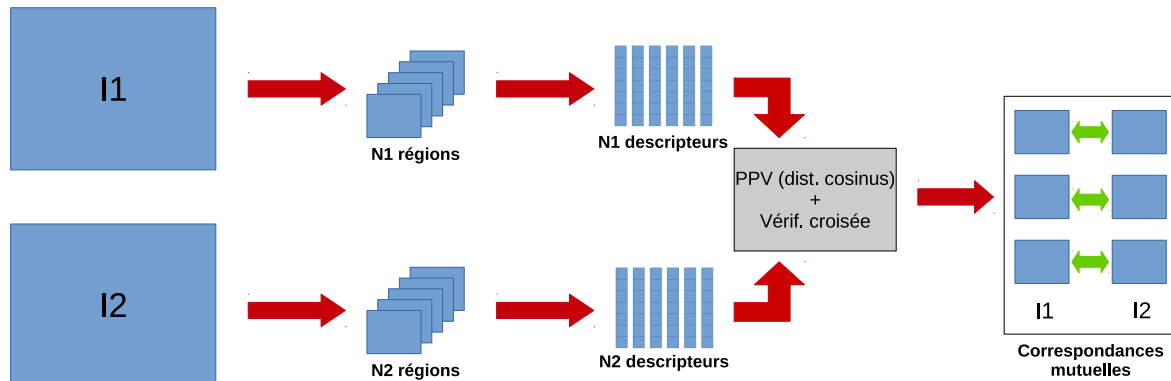 I1
N1 régions
N1 descripteurs
PPV (dist. cosinus)
+
Vérif. croisée
I2
N2 régions
N2 descripteurs
I1
I2
Correspondances
mutuelles